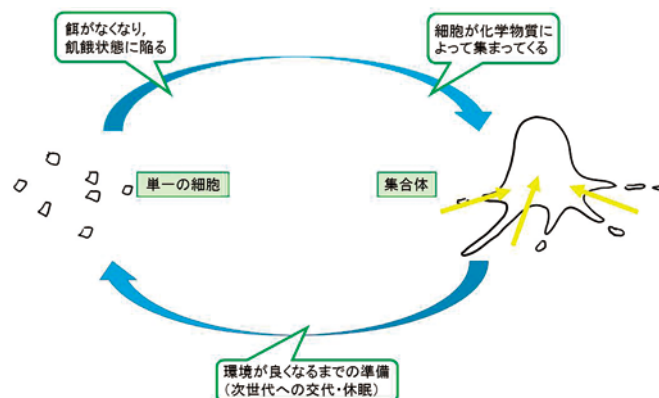 餌がなくなり,
飢餓状態に陥る
細胞が化学物質に
よって集まってくる
単一の細胞
集合体
環境が良くなるまでの準備
(次世代への交代・休眠)